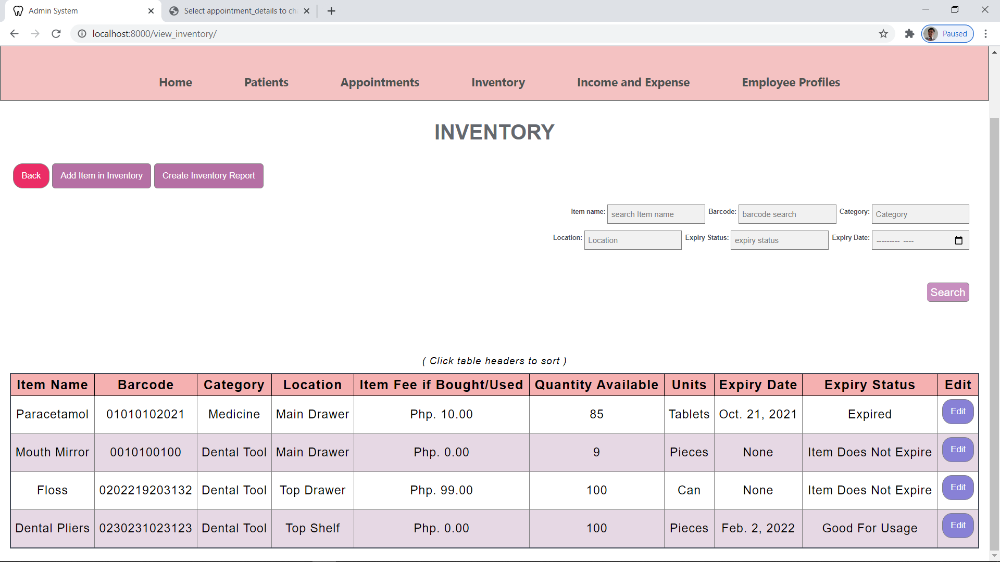 Admin System
Select appointment_details to ch
localhost:8000/view_inventory/
Paused
Home Patients Appointments Inventory Income and Expense Employee Profiles
INVENTORY
Back Add Item in Inventory Create Inventory Report
Item name: search Item name Barcode: barcode search Category: Category
Location: Location Expiry Status: expiry status Expiry Date: --------- ----
Search
( Click table headers to sort )
Item Name Barcode Category Location Item Fee if Bought/Used Quantity Available Units Expiry Date Expiry Status Edit
Paracetamol 01010102021 Medicine Main Drawer Php. 10.00 85 Tablets Oct. 21, 2021 Expired Edit
Mouth Mirror 0010100100 Dental Tool Main Drawer Php. 0.00 9 Pieces None Item Does Not Expire Edit
Floss 0202219203132 Dental Tool Top Drawer Php. 99.00 100 Can None Item Does Not Expire Edit
Dental Pliers 0230231023123 Dental Tool Top Shelf Php. 0.00 100 Pieces Feb. 2, 2022 Good For Usage Edit